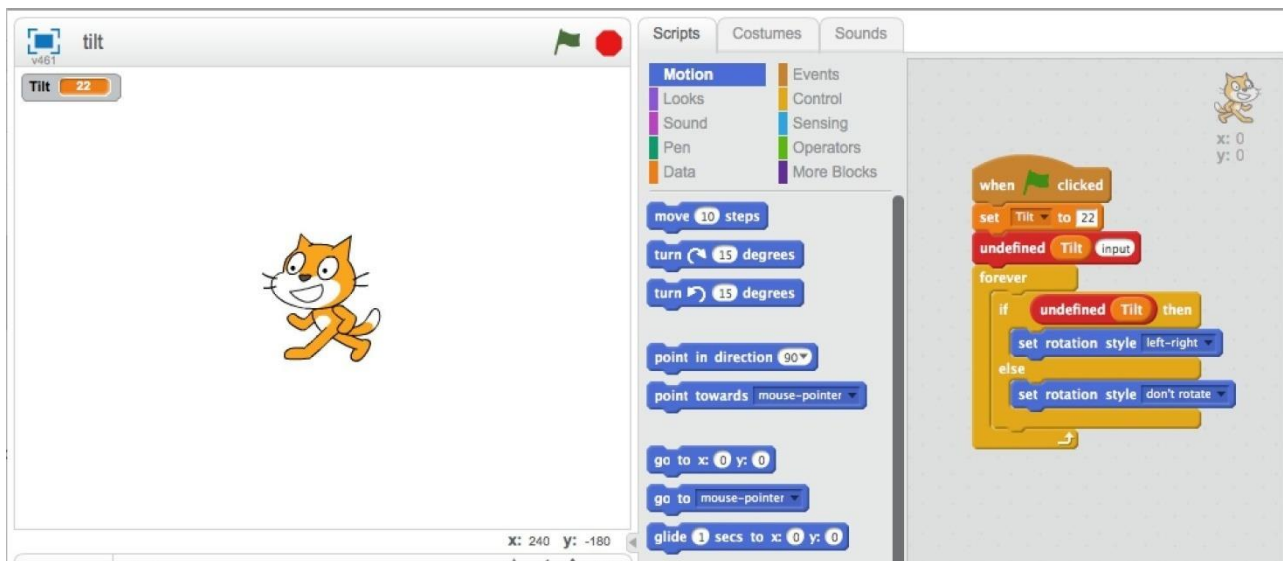 tilt
v461
Tilt 22
x: 240 y: -180
Scripts Costumes Sounds
Motion Events
Looks Control
Sound Sensing
Pen Operators
Data More Blocks
move 10 steps
turn 15 degrees
turn 15 degrees
point in direction 90
point towards mouse-pointer
go to x: 0 y: 0
go to mouse-pointer
glide 1 secs to x: 0 y: 0
x: 0
y: 0
when clicked
set Tilt to 22
undefined Tilt input
forever
if undefined Tilt then
set rotation style left-right
else
set rotation style don't rotate